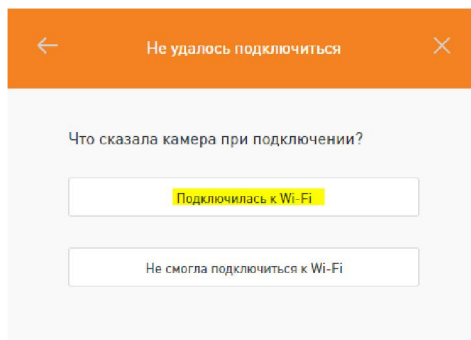 Не удалось подключиться
Что сказала камера при подключении?
Подключилась к Wi-Fi
Не смогла подключиться к Wi-Fi